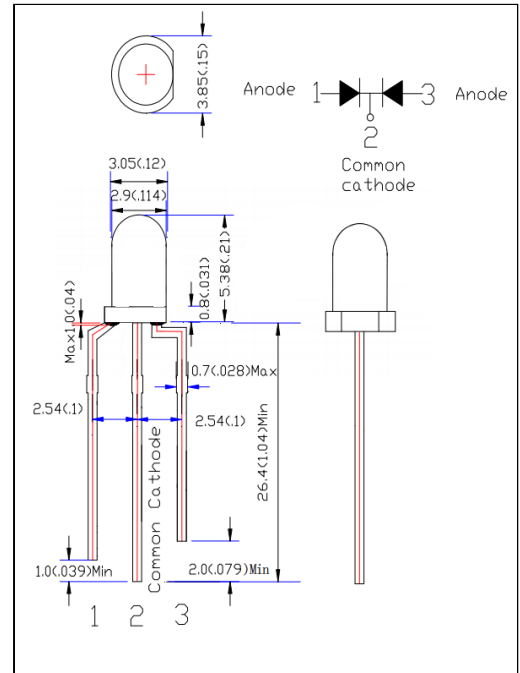 3.85(.15)
Anode 1 3 Anode
2
Common
cathode
3.05(.12)
2.9(.114)
5.38(.21)
0.8(.031)
Max1.0(.04)
0.7(.028)Max
2.54(.1)
2.54(.1)
26.4(1.04)Min
Common Cathode
1.0(.039)Min
2.0(.079)Min
1 2 3